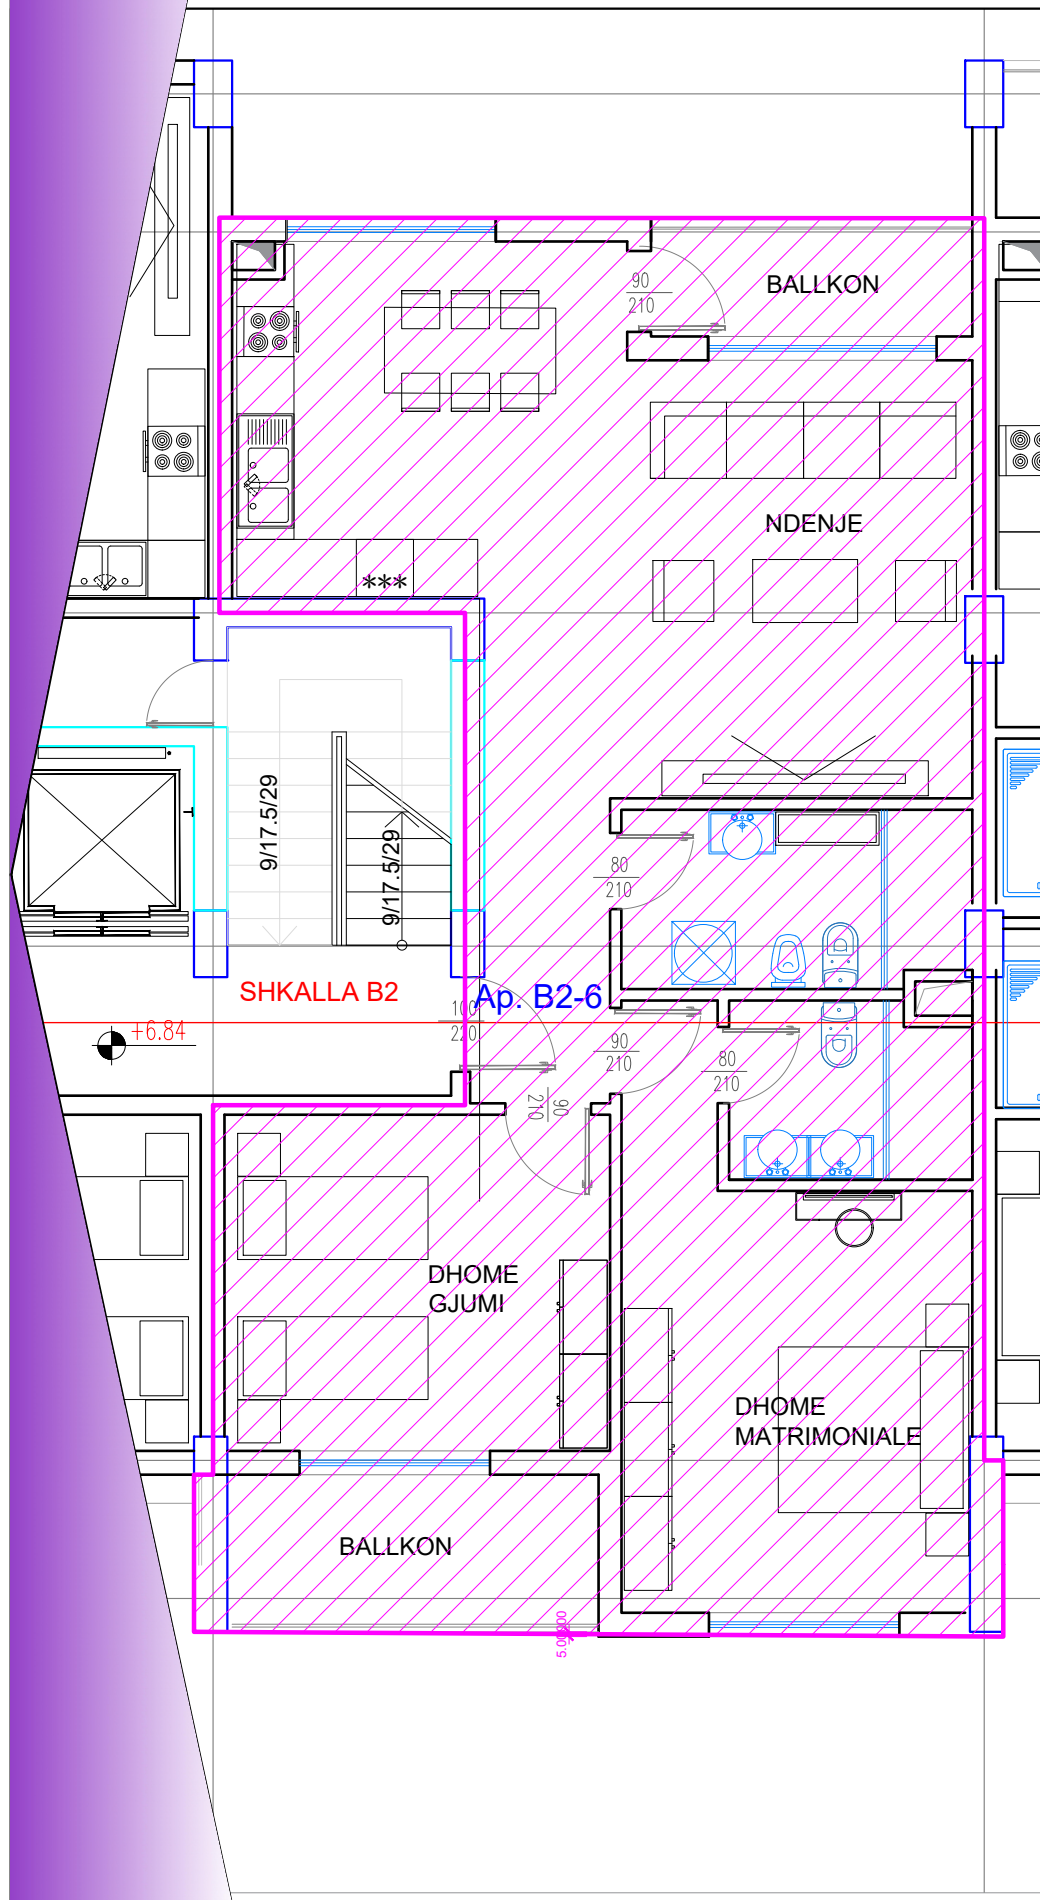 BALLKON
90
210
NDENJE
***
9/17.5/29
9/17.5/29
80
210
SHKALLA B2
Ap. B2-6
100
220
+6.84
90
210
80
210
90
210
DHOME
GJUMI
DHOME
MATRIMONIALE
BALLKON